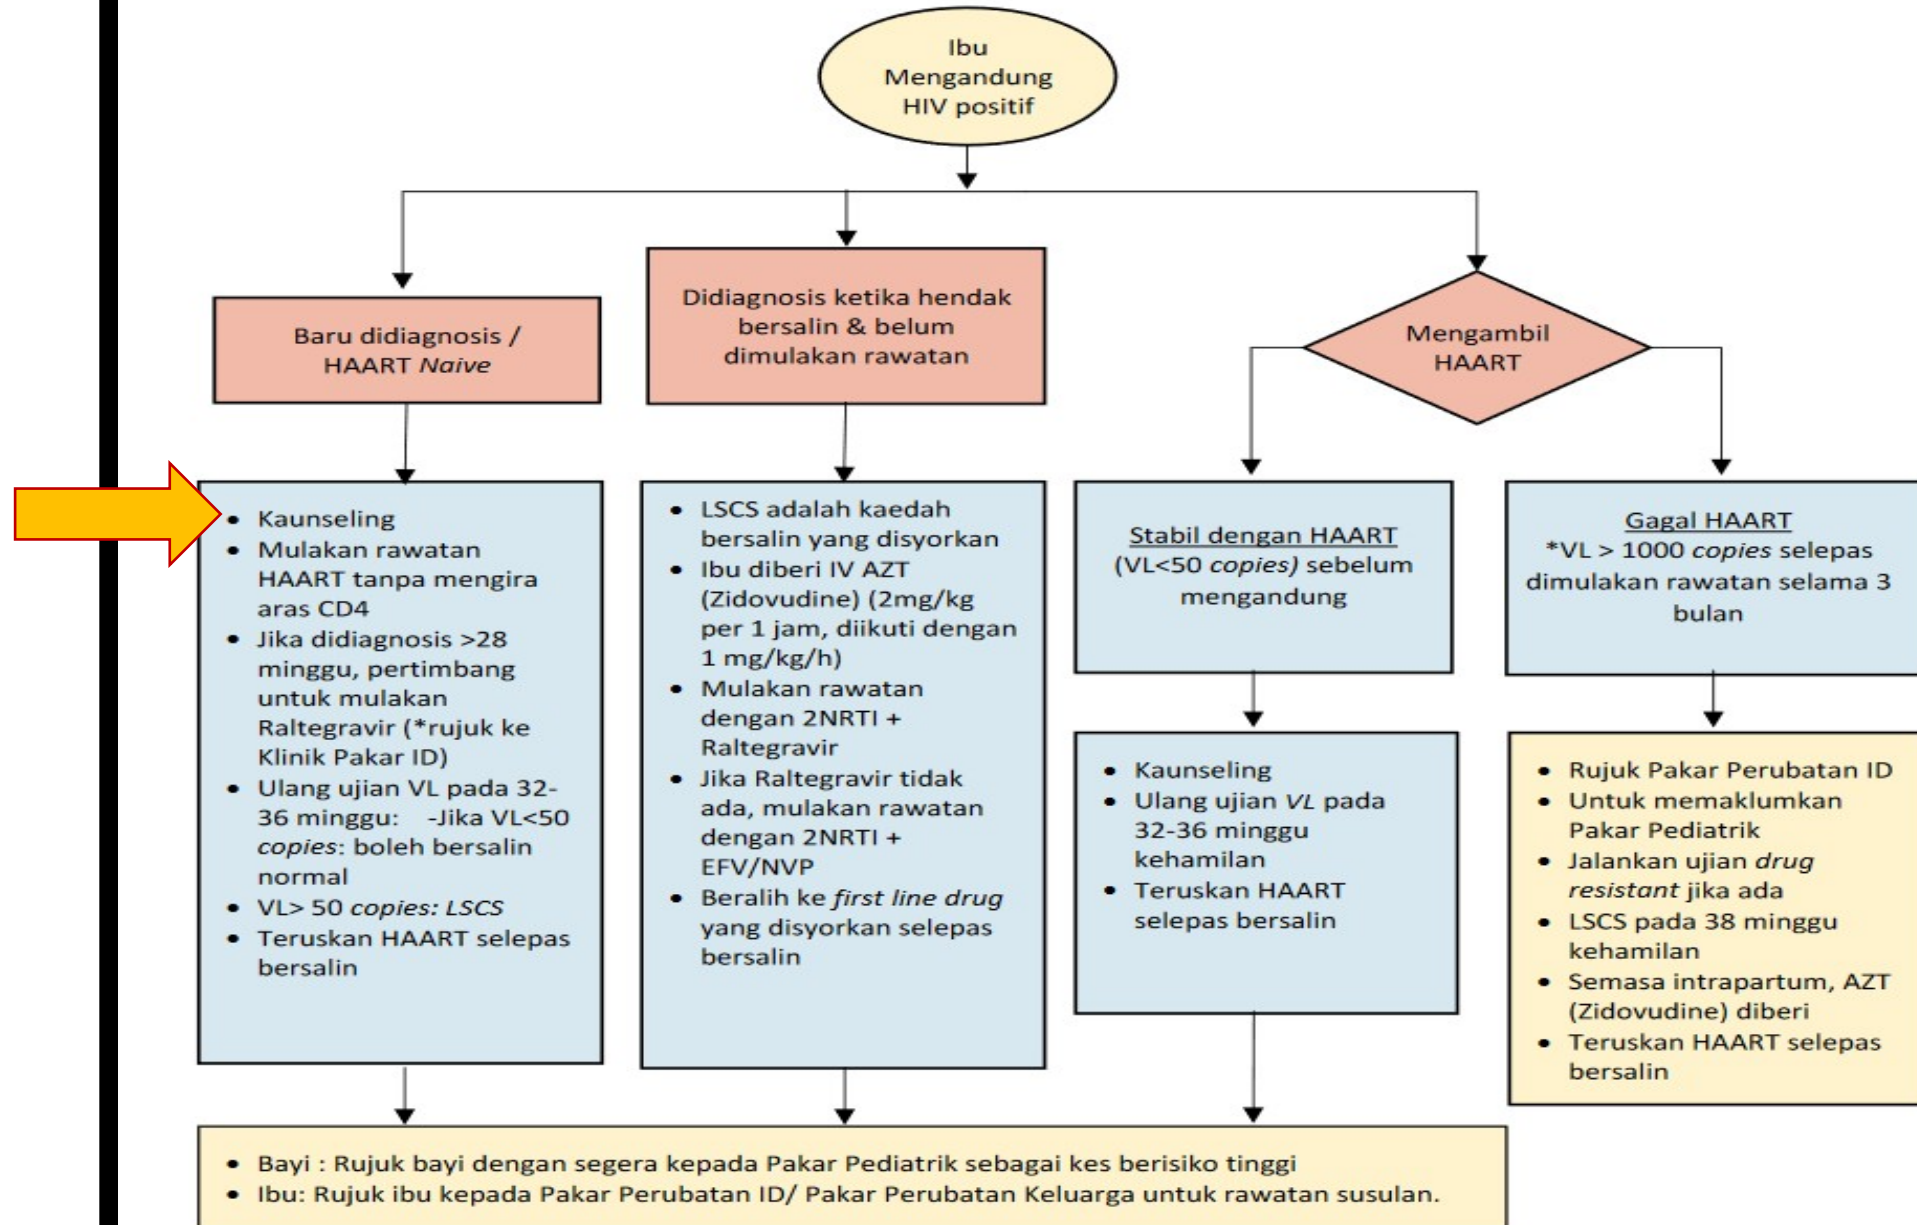 Ibu
Mengandung
HIV positif
Baru didiagnosis /
HAART Naive
Didiagnosis ketika hendak
bersalin & belum
dimulakan rawatan
Mengambil
HAART
• Kaunseling
• Mulakan rawatan
HAART tanpa mengira
aras CD4
• Jika didiagnosis >28
minggu, pertimbang
untuk mulakan
Raltegravir (*rujuk ke
Klinik Pakar ID)
• Ulang ujian VL pada 32-
36 minggu: -Jika VL<50
copies: boleh bersalin
normal
• VL> 50 copies: LSCS
• Teruskan HAART selepas
bersalin
• LSCS adalah kaedah
bersalin yang disyorkan
• Ibu diberi IV AZT
(Zidovudine) (2mg/kg
per 1 jam, diikuti dengan
1 mg/kg/h)
• Mulakan rawatan
dengan 2NRTI +
Raltegravir
• Jika Raltegravir tidak
ada, mulakan rawatan
dengan 2NRTI +
EFV/NVP
• Beralih ke first line drug
yang disyorkan selepas
bersalin
Stabil dengan HAART
(VL<50 copies) sebelum
mengandung
Gagal HAART
*VL > 1000 copies selepas
dimulakan rawatan selama 3
bulan
• Kaunseling
• Ulang ujian VL pada
32-36 minggu
kehamilan
• Teruskan HAART
selepas bersalin
• Rujuk Pakar Perubatan ID
• Untuk memaklumkan
Pakar Pediatrik
• Jalankan ujian drug
resistant jika ada
• LSCS pada 38 minggu
kehamilan
• Semasa intrapartum, AZT
(Zidovudine) diberi
• Teruskan HAART selepas
bersalin
• Bayi : Rujuk bayi dengan segera kepada Pakar Pediatrik sebagai kes berisiko tinggi
• Ibu: Rujuk ibu kepada Pakar Perubatan ID/ Pakar Perubatan Keluarga untuk rawatan susulan.